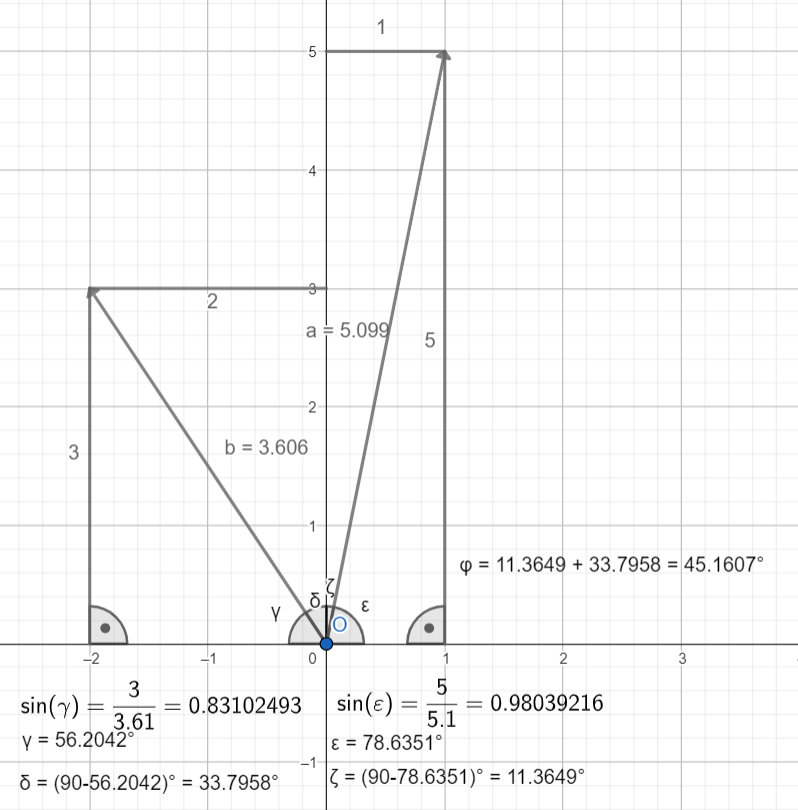 1
5
4
3
2
a = 5.099
5
2
3
b = 3.606
1
φ = 11.3649 + 33.7958 = 45.1607°
ζ
δ
γ
ε
O
−2
−1
0
1
2
3
sin(γ) = 3/3.61 = 0.83102493
sin(ε) = 5/5.1 = 0.98039216
γ = 56.2042°
ε = 78.6351°
−1
δ = (90-56.2042)° = 33.7958°
ζ = (90-78.6351)° = 11.3649°